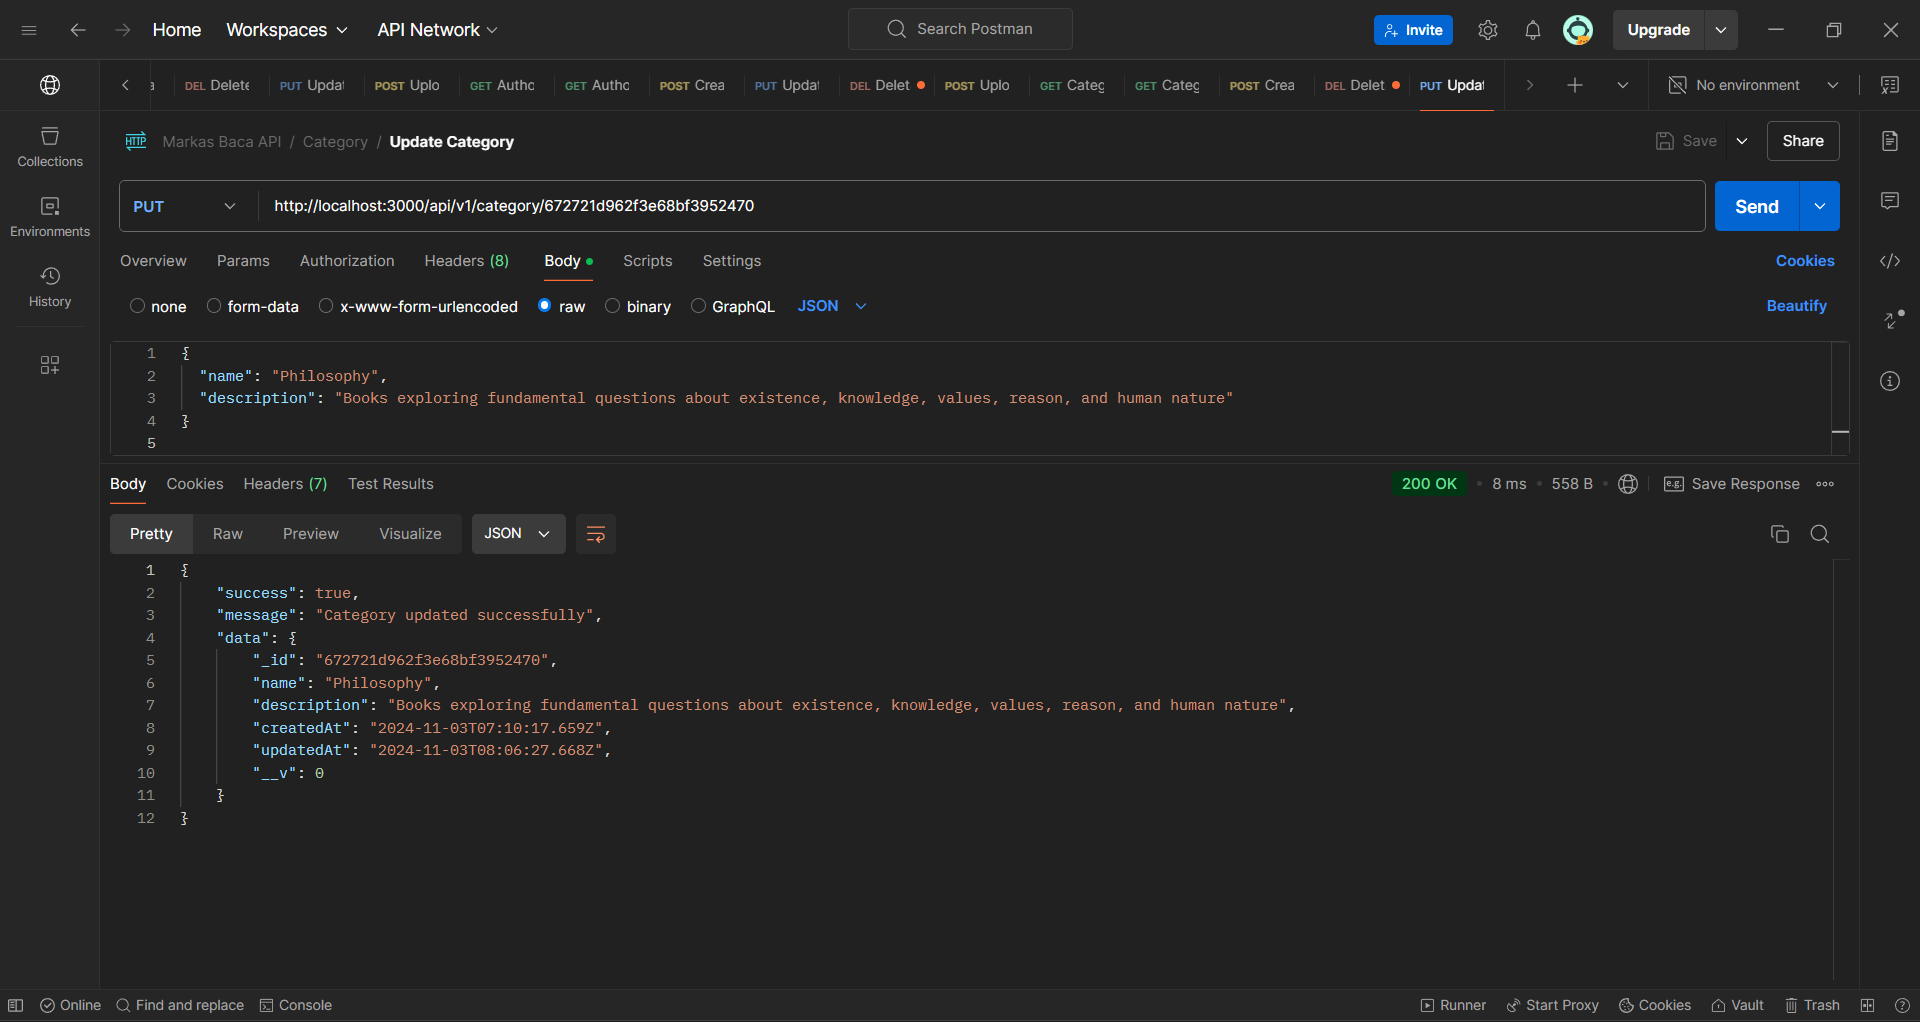 Home Workspaces API Network Search Postman Invite Upgrade
DEL Delete PUT Updat POST Uplo GET Autho GET Autho POST Crea PUT Updat DEL Delet POST Uplo GET Categ GET Categ POST Crea DEL Delet PUT Updat No environment
Collections
Environments
History
HTTP Markas Baca API / Category / Update Category Save Share
PUT http://localhost:3000/api/v1/category/672721d962f3e68bf3952470 Send
Overview Params Authorization Headers (8) Body Scripts Settings Cookies
none form-data x-www-form-urlencoded raw binary GraphQL JSON Beautify
1 {
2 "name": "Philosophy",
3 "description": "Books exploring fundamental questions about existence, knowledge, values, reason, and human nature"
4 }
5
Body Cookies Headers (7) Test Results 200 OK • 8 ms • 558 B • e.g. Save Response
Pretty Raw Preview Visualize JSON
1 {
2 "success": true,
3 "message": "Category updated successfully",
4 "data": {
5 "_id": "672721d962f3e68bf3952470",
6 "name": "Philosophy",
7 "description": "Books exploring fundamental questions about existence, knowledge, values, reason, and human nature",
8 "createdAt": "2024-11-03T07:10:17.659Z",
9 "updatedAt": "2024-11-03T08:06:27.668Z",
10 "__v": 0
11 }
12 }
Online Find and replace Console Runner Start Proxy Cookies Vault Trash